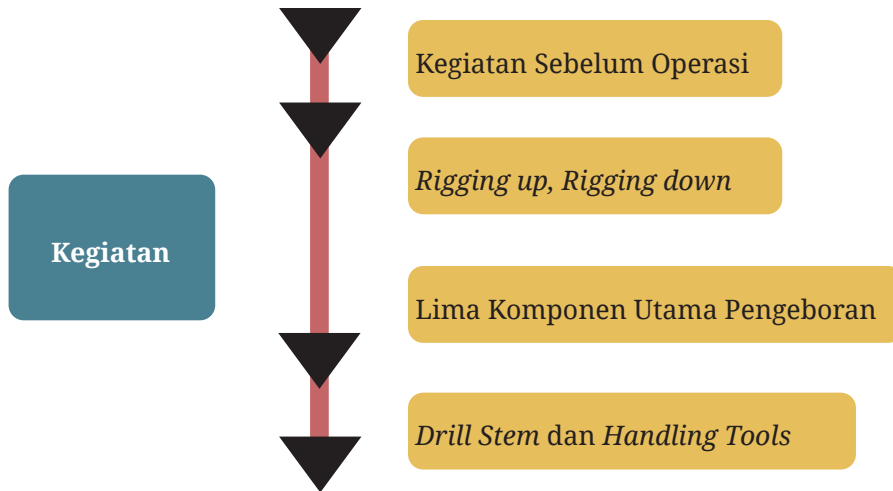 Kegiatan Sebelum Operasi
Rigging up, Rigging down
Kegiatan
Lima Komponen Utama Pengeboran
Drill Stem dan Handling Tools